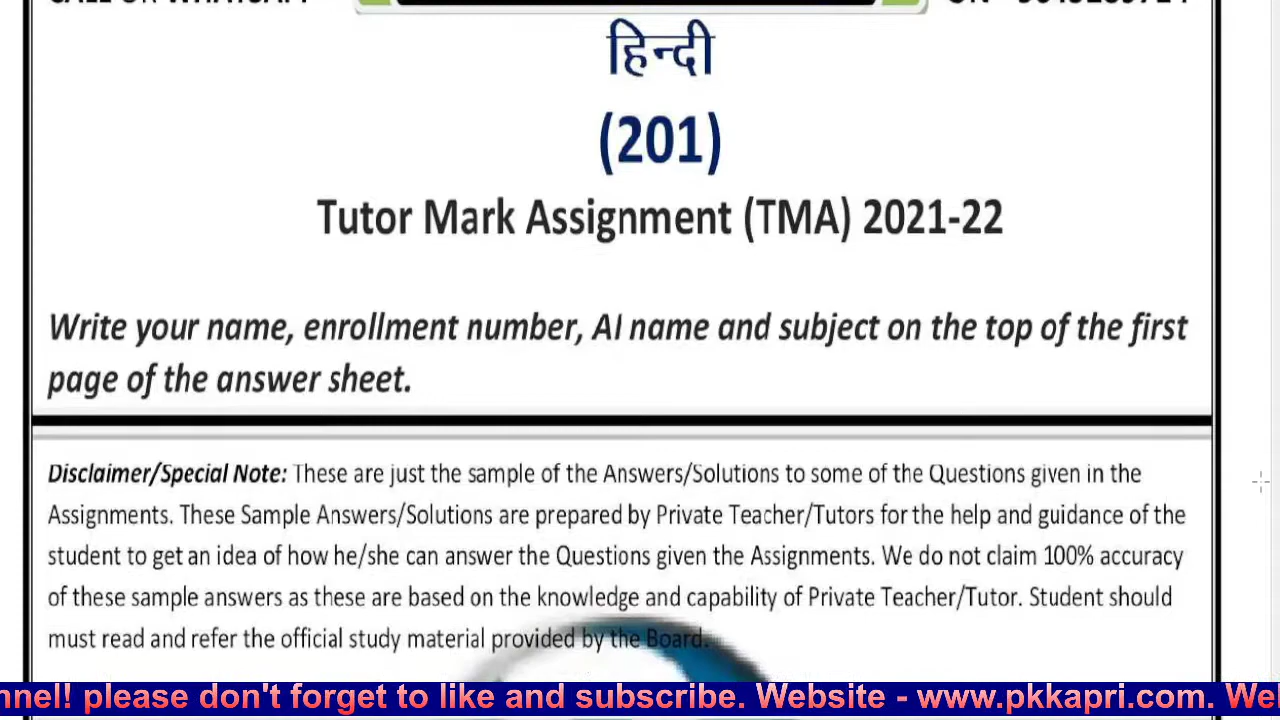 हिन्दी
(201)
Tutor Mark Assignment (TMA) 2021-22
Write your name, enrollment number, AI name and subject on the top of the first
page of the answer sheet.
Disclaimer/Special Note: These are just the sample of the Answers/Solutions to some of the Questions given in the
Assignments. These Sample Answers/Solutions are prepared by Private Teacher/Tutors for the help and guidance of the
student to get an idea of how he/she can answer the Questions given the Assignments. We do not claim 100% accuracy
of these sample answers as these are based on the knowledge and capability of Private Teacher/Tutor. Student should
must read and refer the official study material provided by the Board.
please don't forget to like and subscribe. Website - www.pkkapri.com.